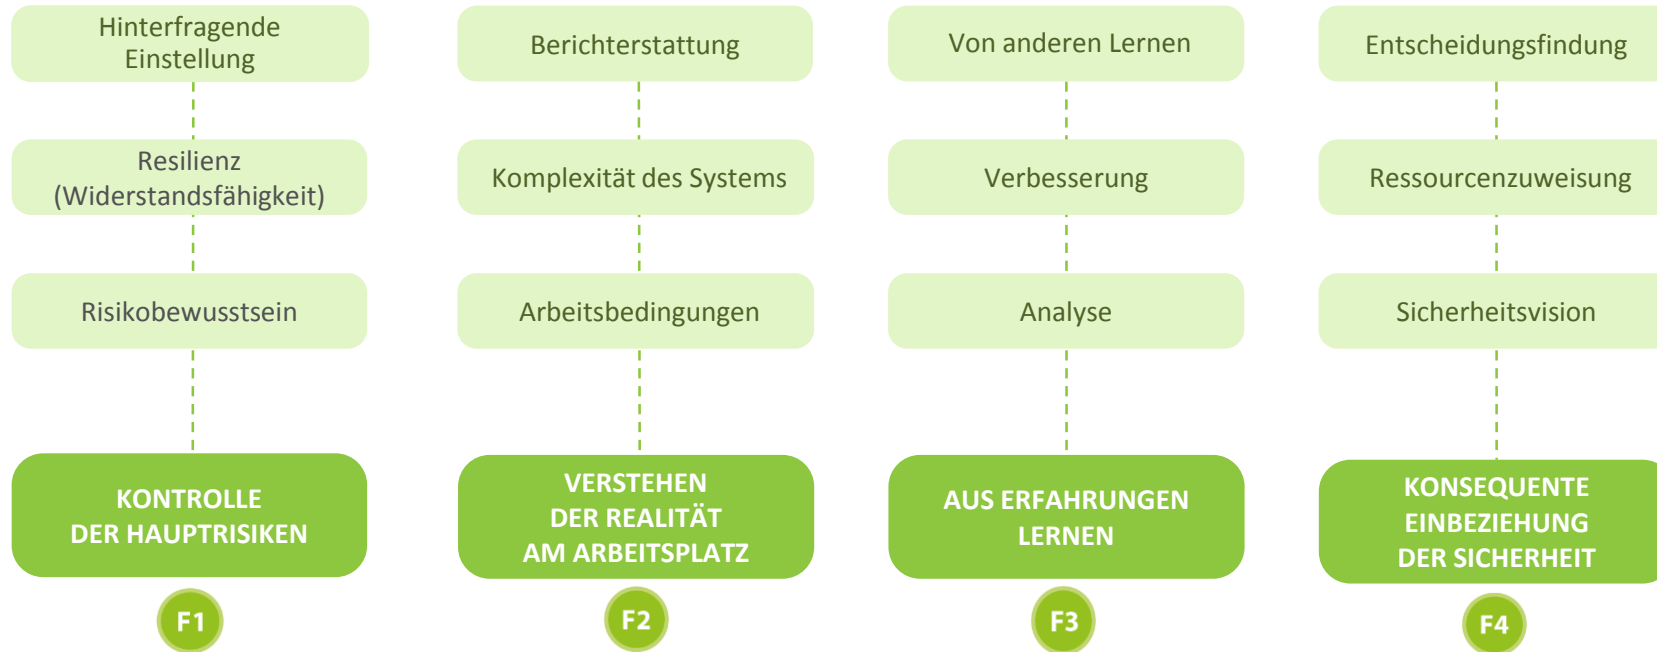 Hinterfragende
Einstellung
Berichterstattung
Von anderen Lernen
Entscheidungsfindung
Resilienz
(Widerstandsfähigkeit)
Komplexität des Systems
Verbesserung
Ressourcenzuweisung
Risikobewusstsein
Arbeitsbedingungen
Analyse
Sicherheitsvision
KONTROLLE
DER HAUPTRISIKEN
VERSTEHEN
DER REALITÄT
AM ARBEITSPLATZ
AUS ERFAHRUNGEN
LERNEN
KONSEQUENTE
EINBEZIEHUNG
DER SICHERHEIT
F1
F2
F3
F4